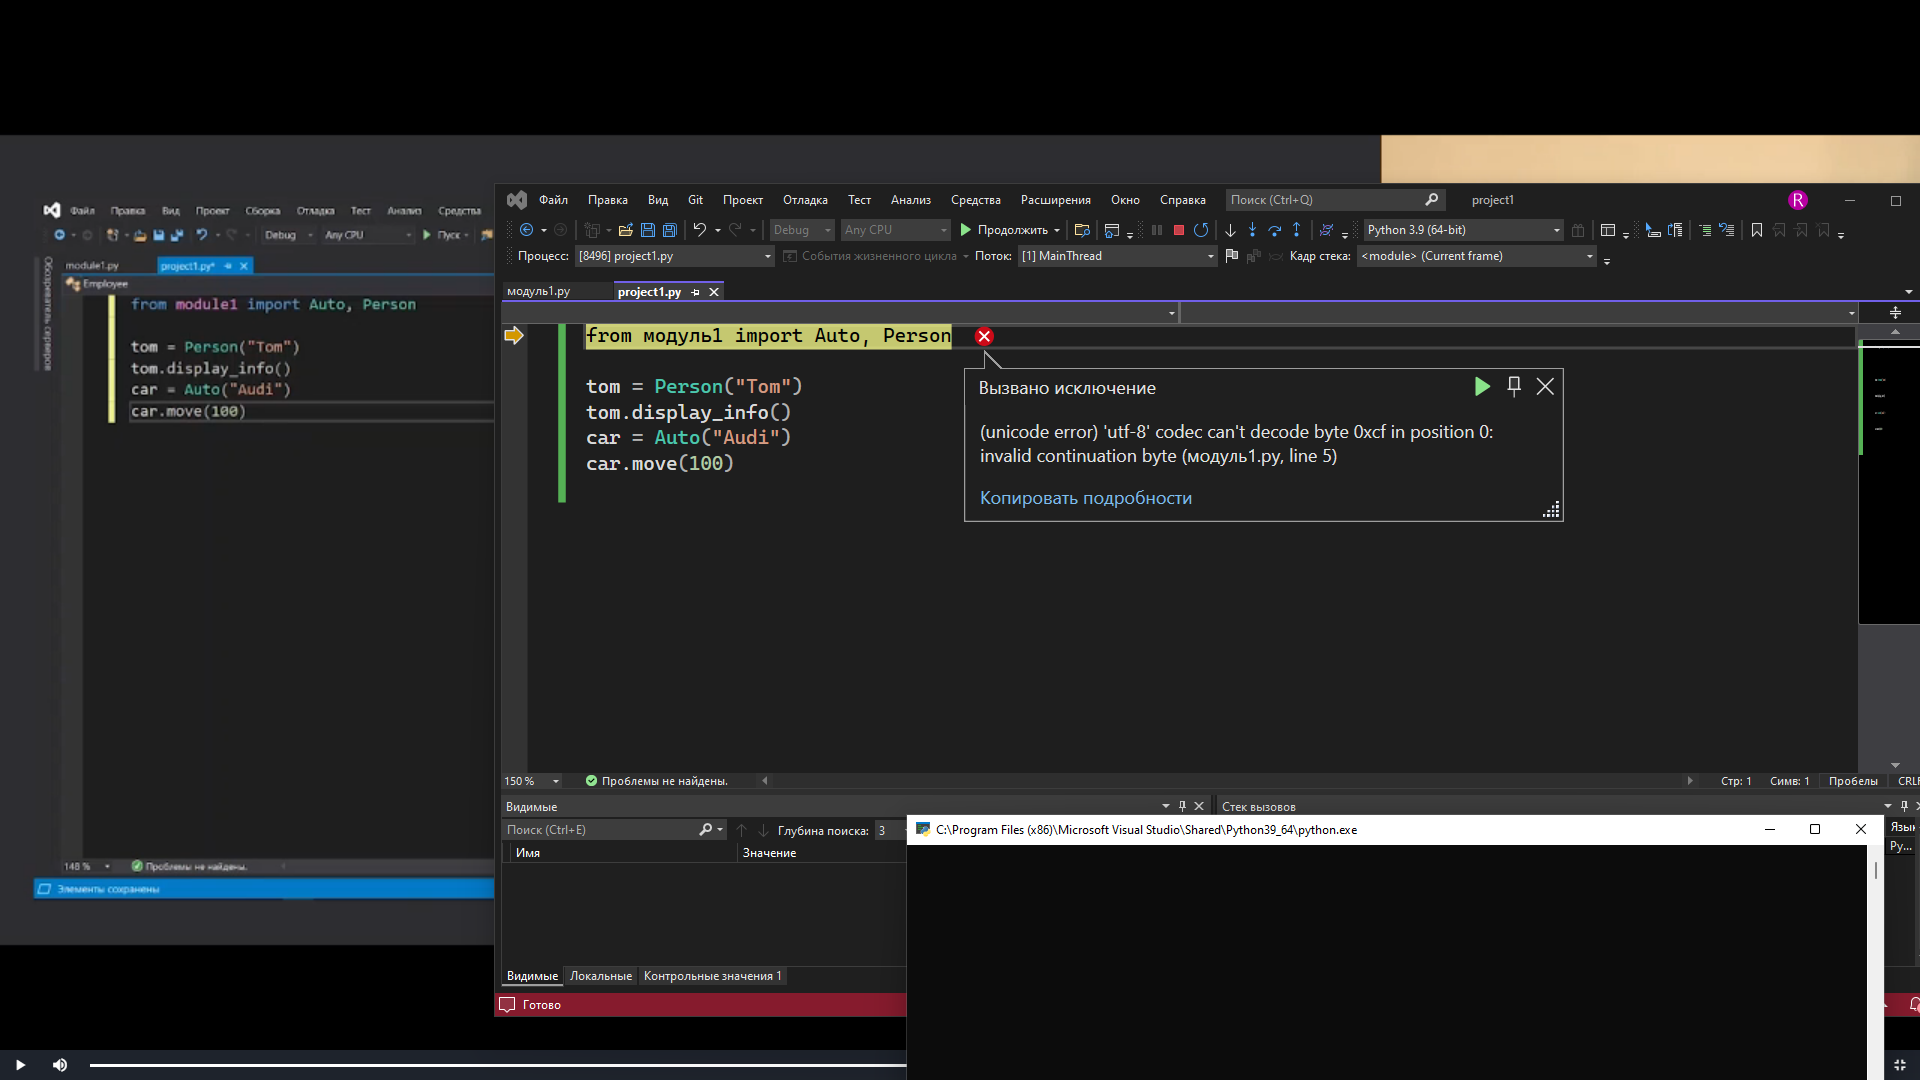 Файл Правка Вид Проект Сборка Отладка Тест Анализ Средства
Debug Any CPU Пуск
Обозреватель серверов
module1.py project1.py*
Employee
from module1 import Auto, Person
tom = Person("Tom")
tom.display_info()
car = Auto("Audi")
car.move(100)
148 % Проблемы не найдены.
Элементы сохранены
Файл Правка Вид Git Проект Отладка Тест Анализ Средства Расширения Окно Справка Поиск (Ctrl+Q) project1 R
Debug Any CPU Продолжить Python 3.9 (64-bit)
Процесс: [8496] project1.py События жизненного цикла Поток: [1] MainThread Кадр стека: <module> (Current frame)
модуль1.py project1.py
from модуль1 import Auto, Person
tom = Person("Tom")
tom.display_info()
car = Auto("Audi")
car.move(100)
Вызвано исключение
(unicode error) 'utf-8' codec can't decode byte 0xcf in position 0:
invalid continuation byte (модуль1.py, line 5)
Копировать подробности
150 % Проблемы не найдены. Стр: 1 Симв: 1 Пробелы CRLF
Видимые Стек вызовов
Поиск (Ctrl+E) Глубина поиска: 3
Имя Значение
Язык
Py...
C:\Program Files (x86)\Microsoft Visual Studio\Shared\Python39_64\python.exe
Видимые Локальные Контрольные значения 1
Готово